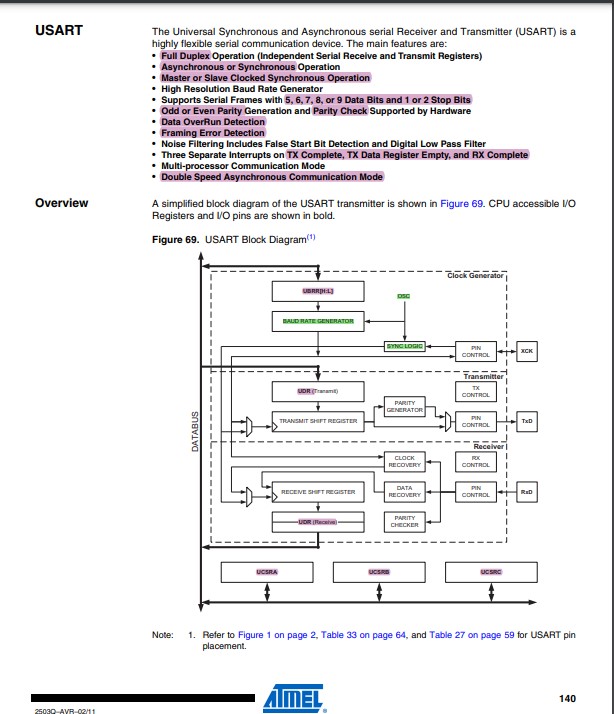 USART
The Universal Synchronous and Asynchronous serial Receiver and Transmitter (USART) is a
highly flexible serial communication device. The main features are:
• Full Duplex Operation (Independent Serial Receive and Transmit Registers)
• Asynchronous or Synchronous Operation
• Master or Slave Clocked Synchronous Operation
• High Resolution Baud Rate Generator
• Supports Serial Frames with 5, 6, 7, 8, or 9 Data Bits and 1 or 2 Stop Bits
• Odd or Even Parity Generation and Parity Check Supported by Hardware
• Data OverRun Detection
• Framing Error Detection
• Noise Filtering Includes False Start Bit Detection and Digital Low Pass Filter
• Three Separate Interrupts on TX Complete, TX Data Register Empty, and RX Complete
• Multi-processor Communication Mode
• Double Speed Asynchronous Communication Mode
Overview
A simplified block diagram of the USART transmitter is shown in Figure 69. CPU accessible I/O
Registers and I/O pins are shown in bold.
Figure 69. USART Block Diagram(1)
Clock Generator
UBRR[H:L]
OSC
BAUD RATE GENERATOR
SYNC LOGIC
PIN
CONTROL
XCK
Transmitter
UDR (Transmit)
TX
CONTROL
PARITY
GENERATOR
TRANSMIT SHIFT REGISTER
PIN
CONTROL
TxD
DATABUS
Receiver
CLOCK
RECOVERY
RX
CONTROL
RECEIVE SHIFT REGISTER
DATA
RECOVERY
PIN
CONTROL
RxD
UDR (Receive)
PARITY
CHECKER
UCSRA
UCSRB
UCSRC
Note: 1. Refer to Figure 1 on page 2, Table 33 on page 64, and Table 27 on page 59 for USART pin
placement.
ATMEL
®
140
2503Q–AVR–02/11